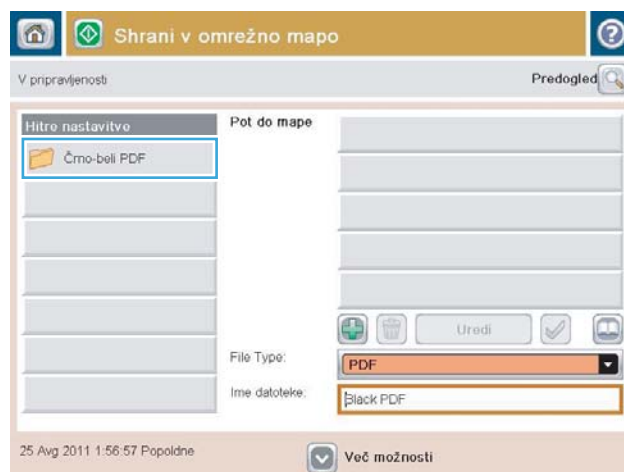 Shrani v omrežno mapo
V pripravljenosti
Predogled
Hitre nastavitve
Pot do mape
Črno-beli PDF
Uredi
File Type:
PDF
Ime datoteke:
Black PDF
25 Avg 2011 1:56:57 Popoldne
Več možnosti